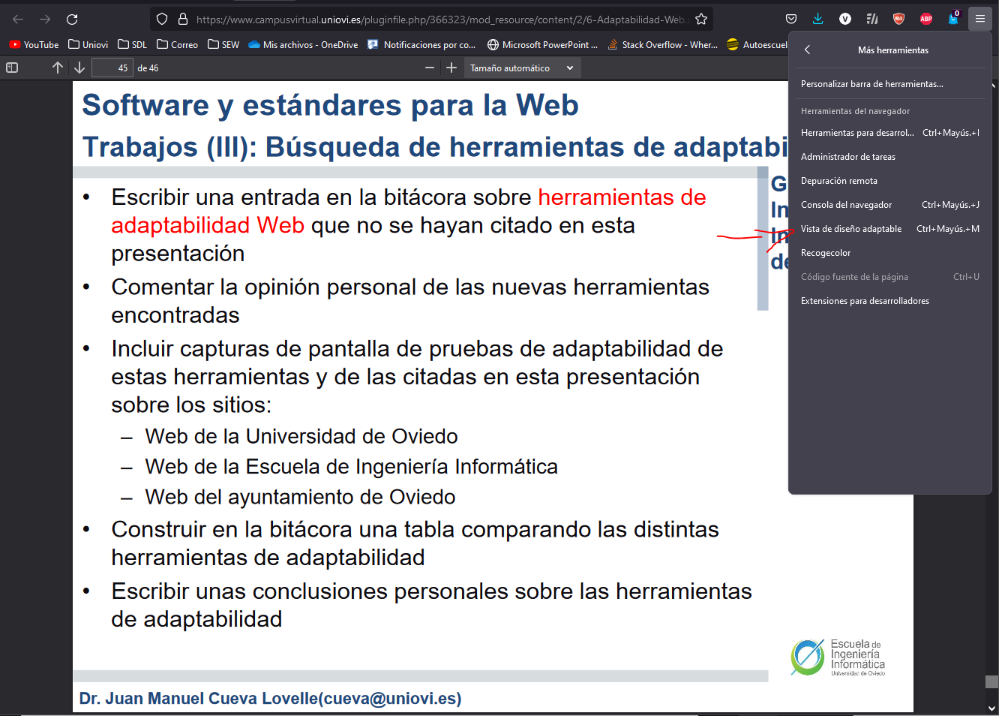 https://www.campusvirtual.uniovi.es/pluginfile.php/366323/mod_resource/content/2/6-Adaptabilidad-Web.p
ABP
0
YouTube Uniovi SDL Correo SEW Mis archivos - OneDrive Notificaciones por co... Microsoft PowerPoint ... Stack Overflow - Wher... Autoescuela
45 de 46
Tamaño automático
Más herramientas
Personalizar barra de herramientas...
Herramientas del navegador
Herramientas para desarrol... Ctrl+Mayús.+I
Administrador de tareas
Depuración remota
Consola del navegador Ctrl+Mayús.+J
Vista de diseño adaptable Ctrl+Mayús.+M
Recogecolor
Código fuente de la página Ctrl+U
Extensiones para desarrolladores
Software y estándares para la Web
Trabajos (III): Búsqueda de herramientas de adaptabi
G
In
In
de
• Escribir una entrada en la bitácora sobre herramientas de
adaptabilidad Web que no se hayan citado en esta
presentación
• Comentar la opinión personal de las nuevas herramientas
encontradas
• Incluir capturas de pantalla de pruebas de adaptabilidad de
estas herramientas y de las citadas en esta presentación
sobre los sitios:
– Web de la Universidad de Oviedo
– Web de la Escuela de Ingeniería Informática
– Web del ayuntamiento de Oviedo
• Construir en la bitácora una tabla comparando las distintas
herramientas de adaptabilidad
• Escribir unas conclusiones personales sobre las herramientas
de adaptabilidad
Escuela de
Ingeniería
Informática
Universidad de Oviedo
Dr. Juan Manuel Cueva Lovelle(cueva@uniovi.es)